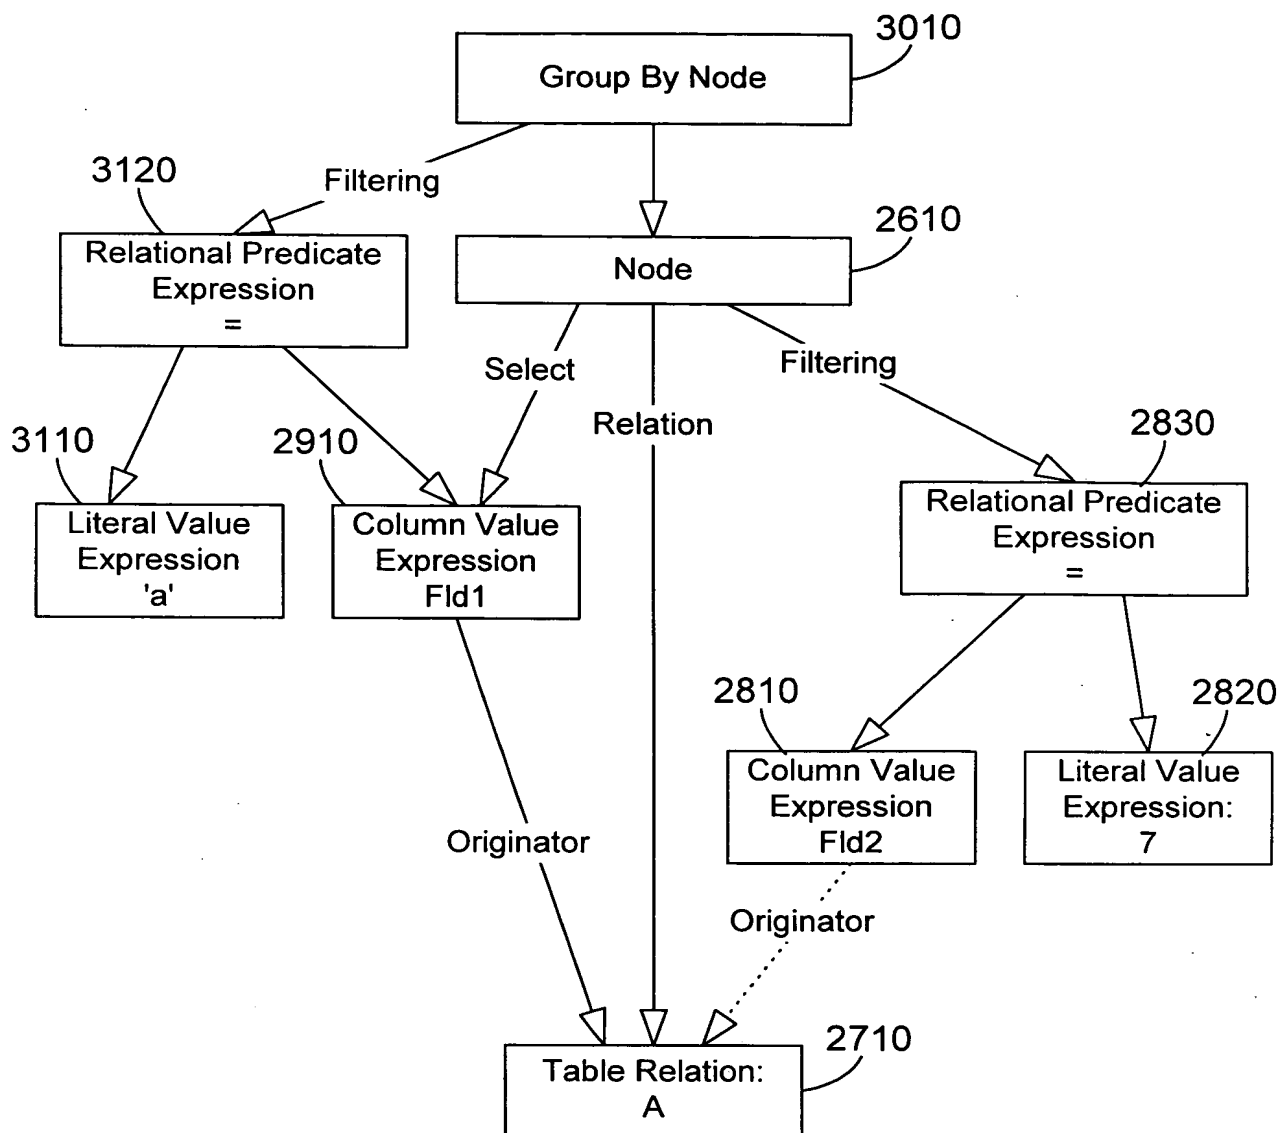 3010
Group By Node
3120
Filtering
2610
Relational Predicate
Expression
=
Node
Select
Filtering
Relation
3110
2910
2830
Literal Value
Expression
'a'
Column Value
Expression
Fld1
Relational Predicate
Expression
=
2810
2820
Column Value
Expression
Fld2
Literal Value
Expression:
7
Originator
Originator
2710
Table Relation:
A